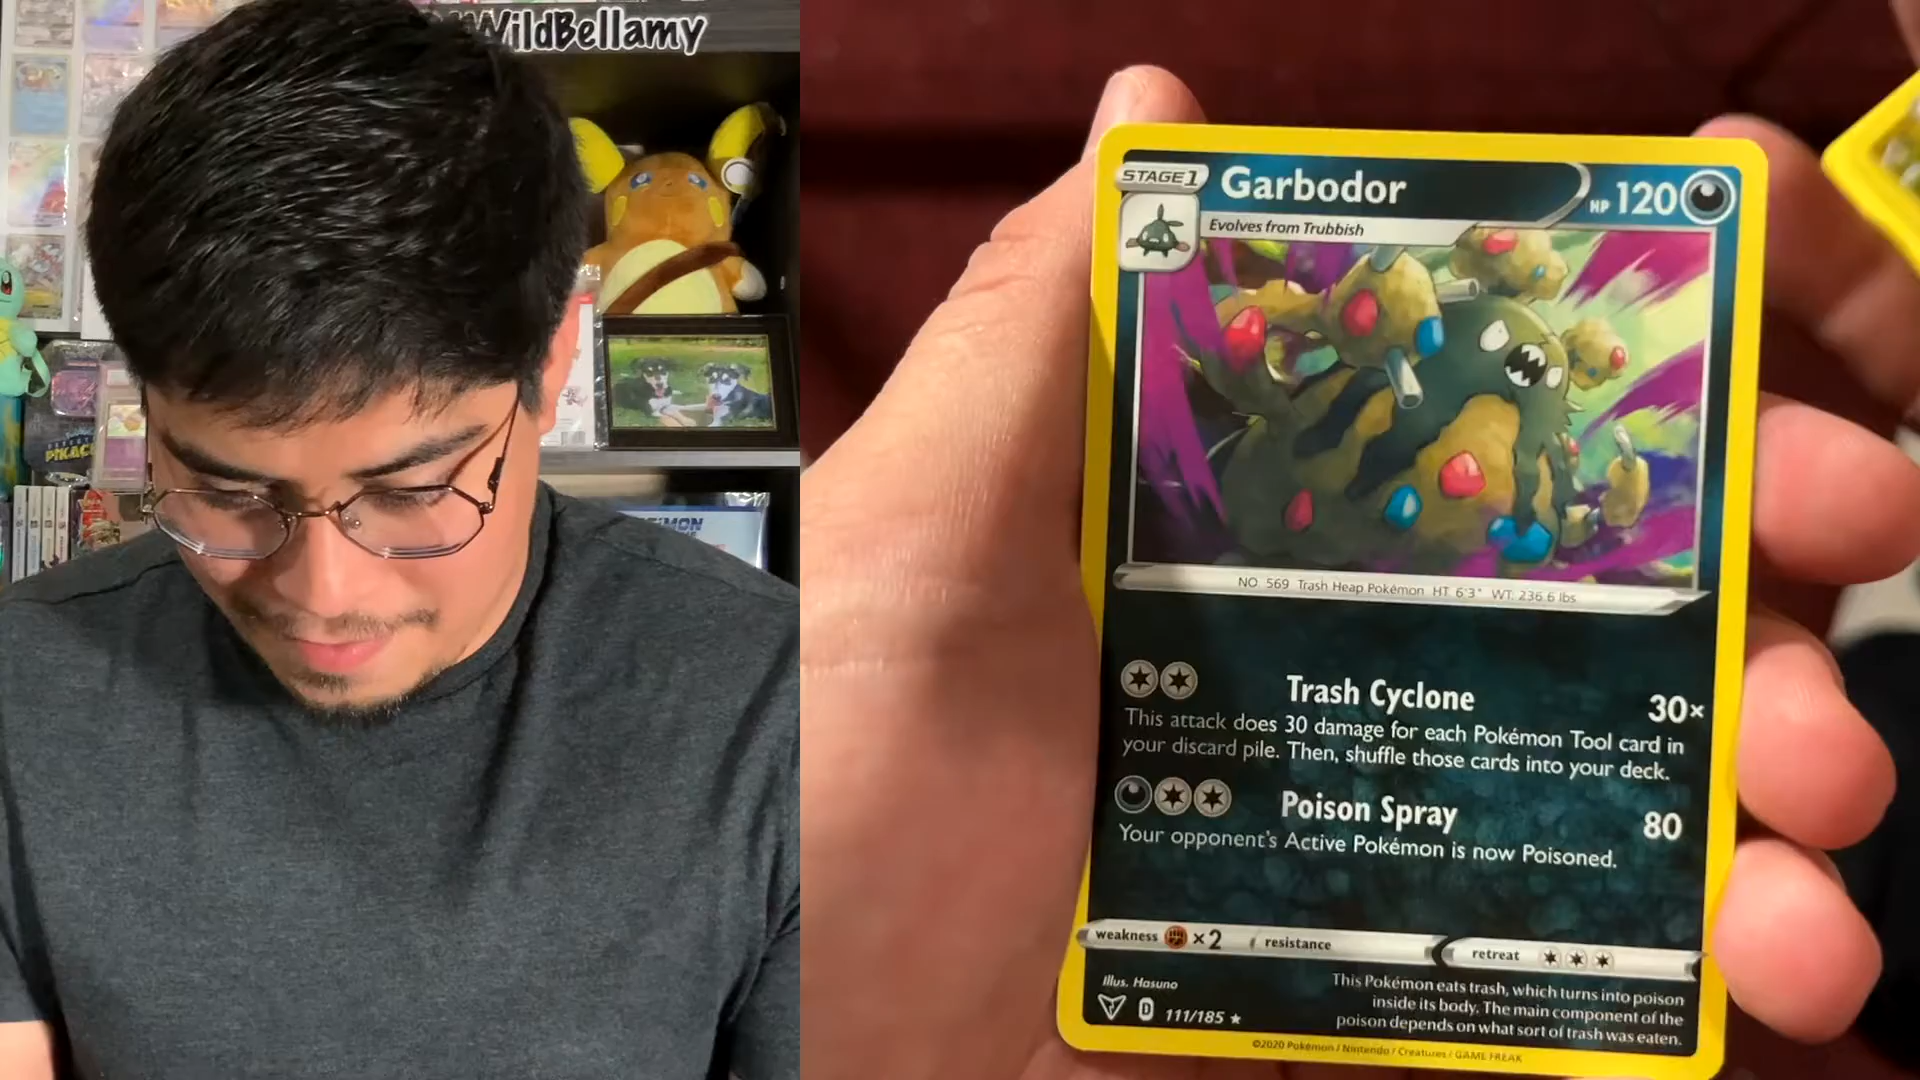 WildBellamy
PIKAC
STAGE1
Garbodor
HP 120
Evolves from Trubbish
NO. 569 Trash Heap Pokémon HT. 6'3" WT. 236.6 lbs
Trash Cyclone 30×
This attack does 30 damage for each Pokémon Tool card in
your discard pile. Then, shuffle those cards into your deck.
Poison Spray 80
Your opponent's Active Pokémon is now Poisoned.
weakness ×2 resistance retreat
Illus. Hasuno
D 111/185 ★
This Pokémon eats trash, which turns into poison
inside its body. The main component of the
poison depends on what sort of trash was eaten.
©2020 Pokémon / Nintendo / Creatures / GAME FREAK